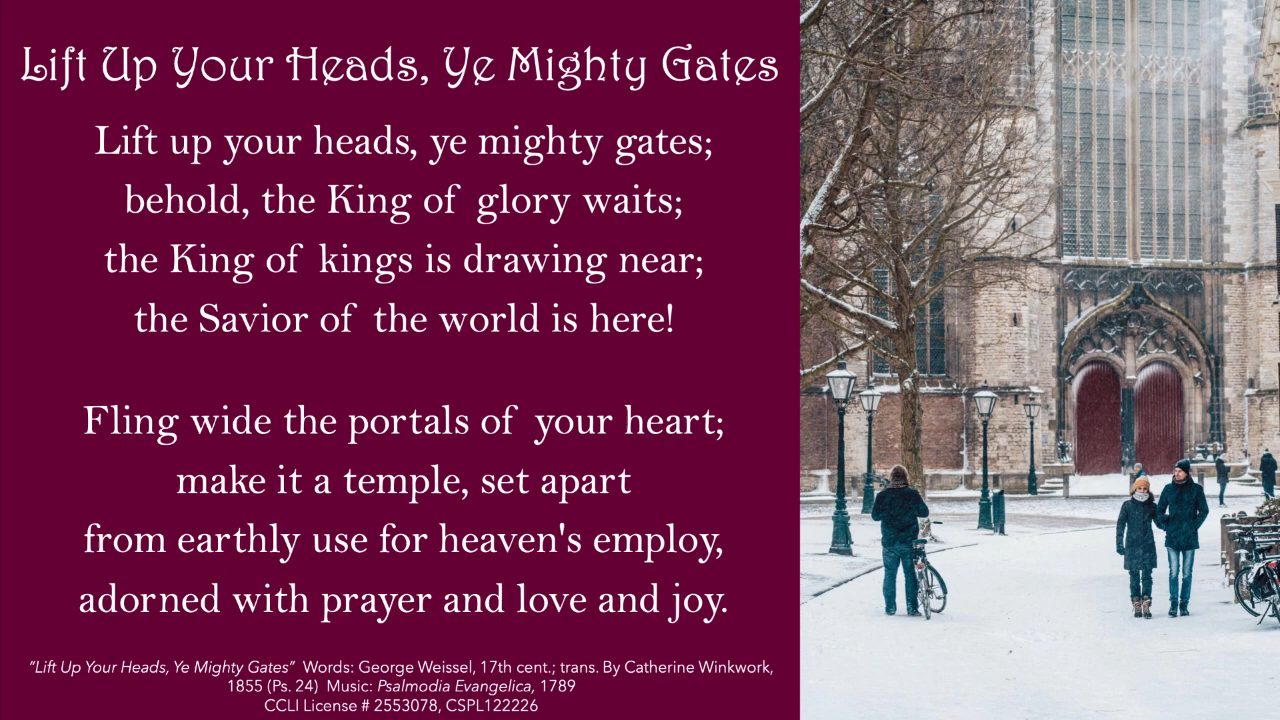 Lift Up Your Heads, Ye Mighty Gates
Lift up your heads, ye mighty gates;
behold, the King of glory waits;
the King of kings is drawing near;
the Savior of the world is here!
Fling wide the portals of your heart;
make it a temple, set apart
from earthly use for heaven's employ,
adorned with prayer and love and joy.
"Lift Up Your Heads, Ye Mighty Gates" Words: George Weissel, 17th cent.; trans. By Catherine Winkwork,
1855 (Ps. 24) Music: Psalmodia Evangelica, 1789
CCLI License # 2553078, CSPL122226